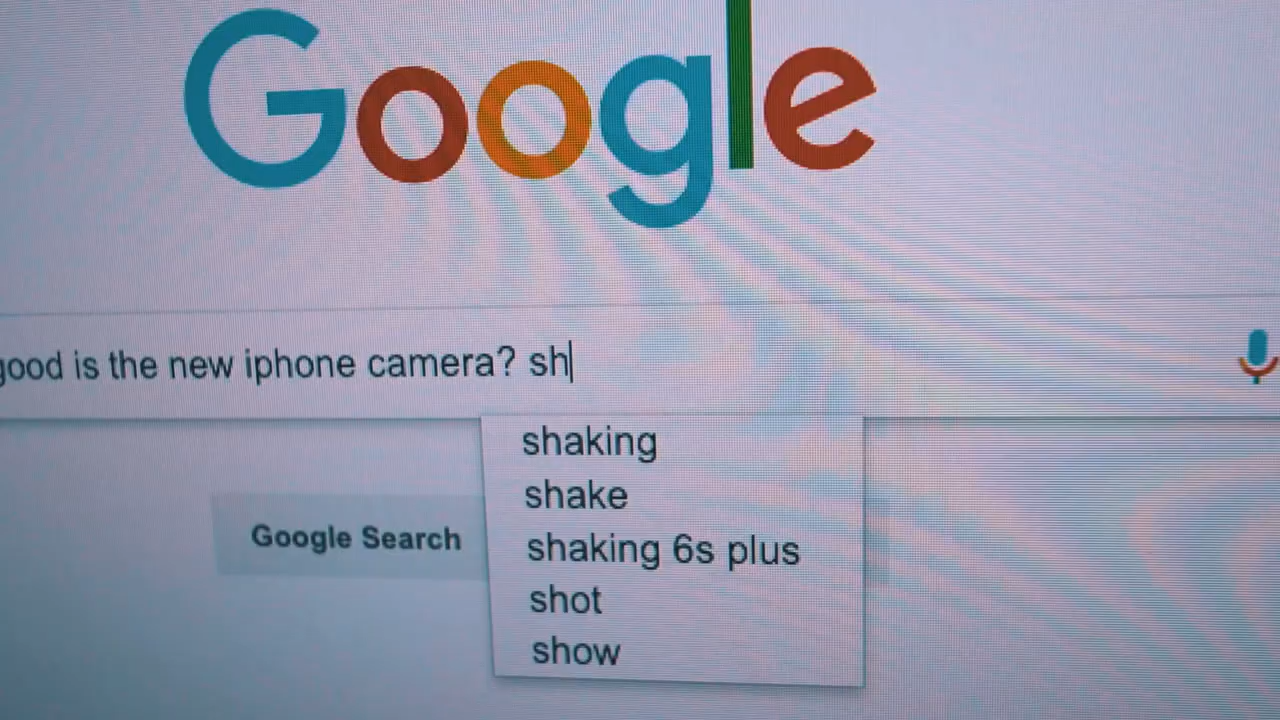 Google
good is the new iphone camera? sh
shaking
shake
Google Search
shaking 6s plus
shot
show